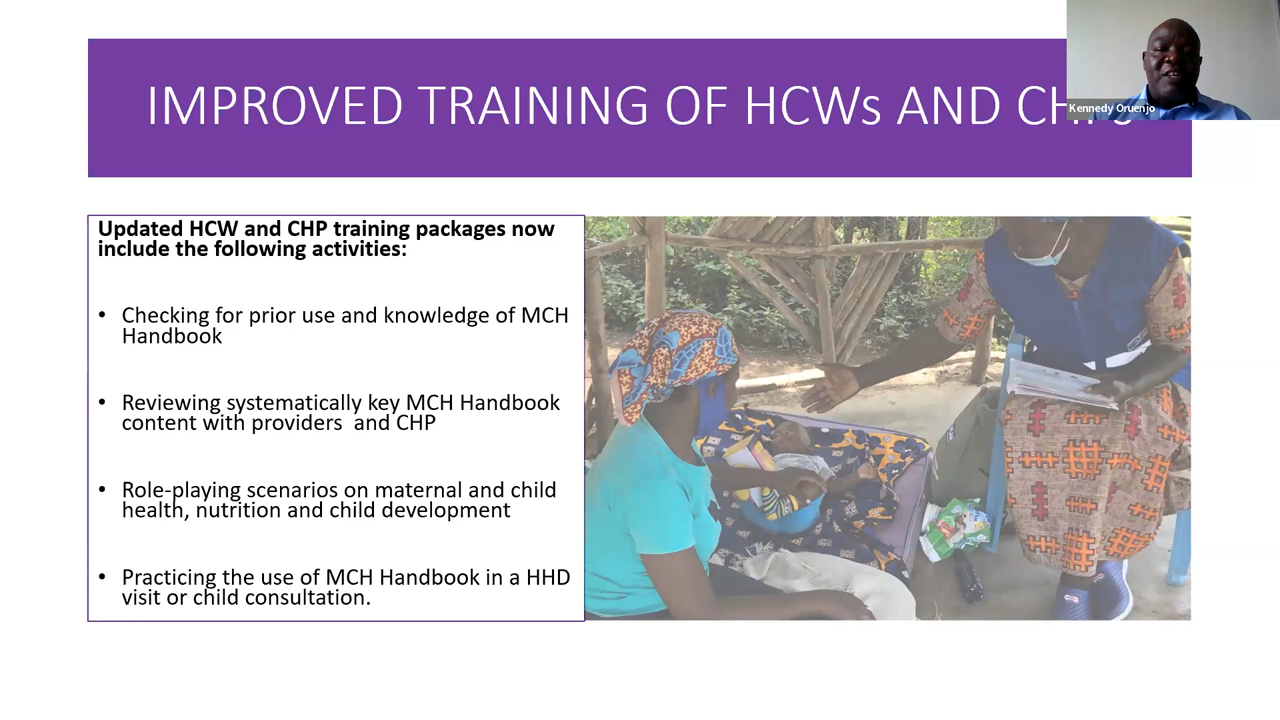 IMPROVED TRAINING OF HCWs AND
Kennedy Oruenjo
Updated HCW and CHP training packages now
include the following activities:
• Checking for prior use and knowledge of MCH
Handbook
• Reviewing systematically key MCH Handbook
content with providers and CHP
• Role-playing scenarios on maternal and child
health, nutrition and child development
• Practicing the use of MCH Handbook in a HHD
visit or child consultation.